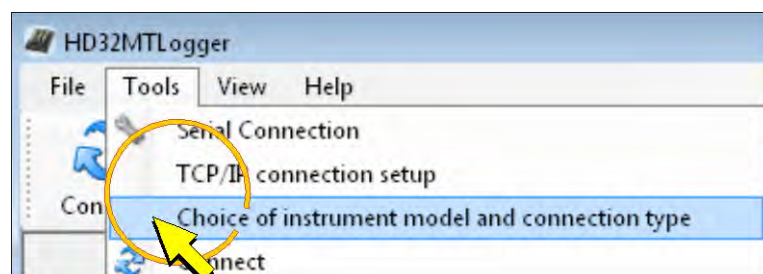 HD32MTLogger
File Tools View Help
Serial Connection
TCP/IP connection setup
Con
Choice of instrument model and connection type
Connect